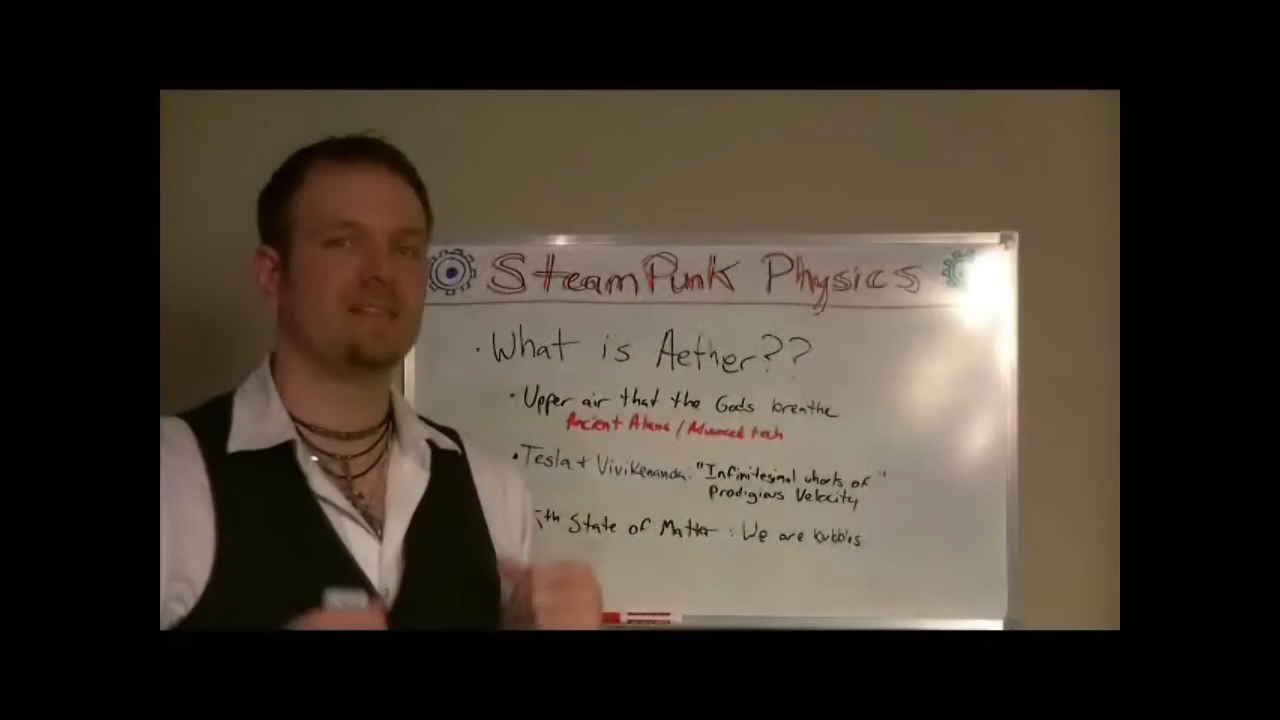 SteamPunk Physics
· What is Aether??
· Upper air that the Gods breathe
Ancient Aliens / Advanced tech
· Tesla + Vivikenanda: "Infinitesimal whorls of"
Prodigious Velocity
5th State of Matter : We are bubbles